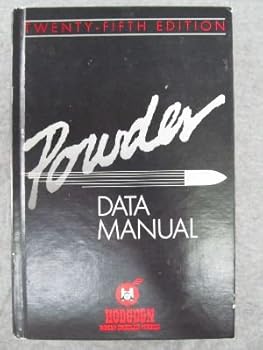 TWENTY-FIFTH EDITION
Powder
DATA
MANUAL
HODGDON